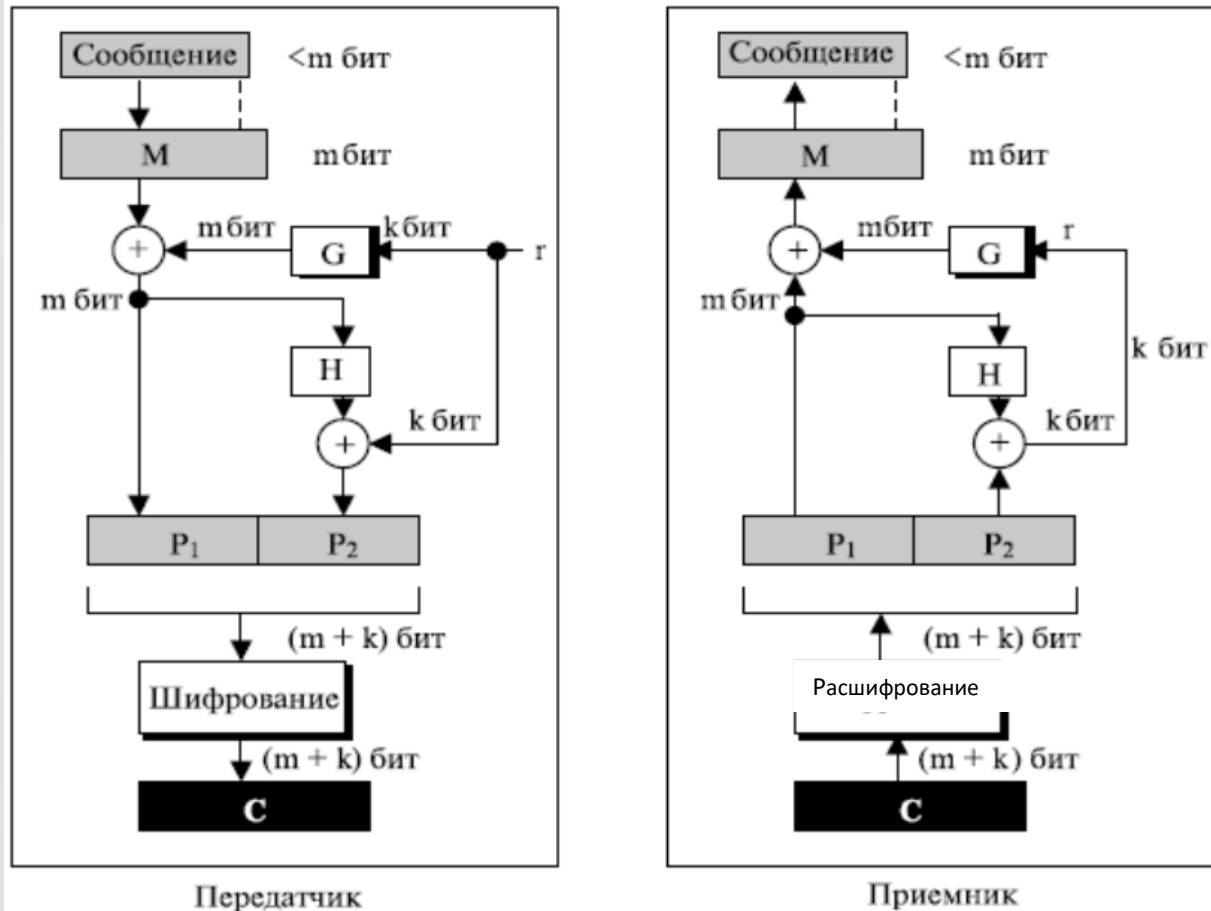 Сообщение <m бит
M m бит
+ m бит G k бит r
m бит
H
+ k бит
P1 P2
(m + k) бит
Шифрование
(m + k) бит
C
Передатчик
Сообщение <m бит
M m бит
+ m бит G r
m бит
k бит
H
k бит
+
P1 P2
(m + k) бит
Расшифрование
(m + k) бит
C
Приемник